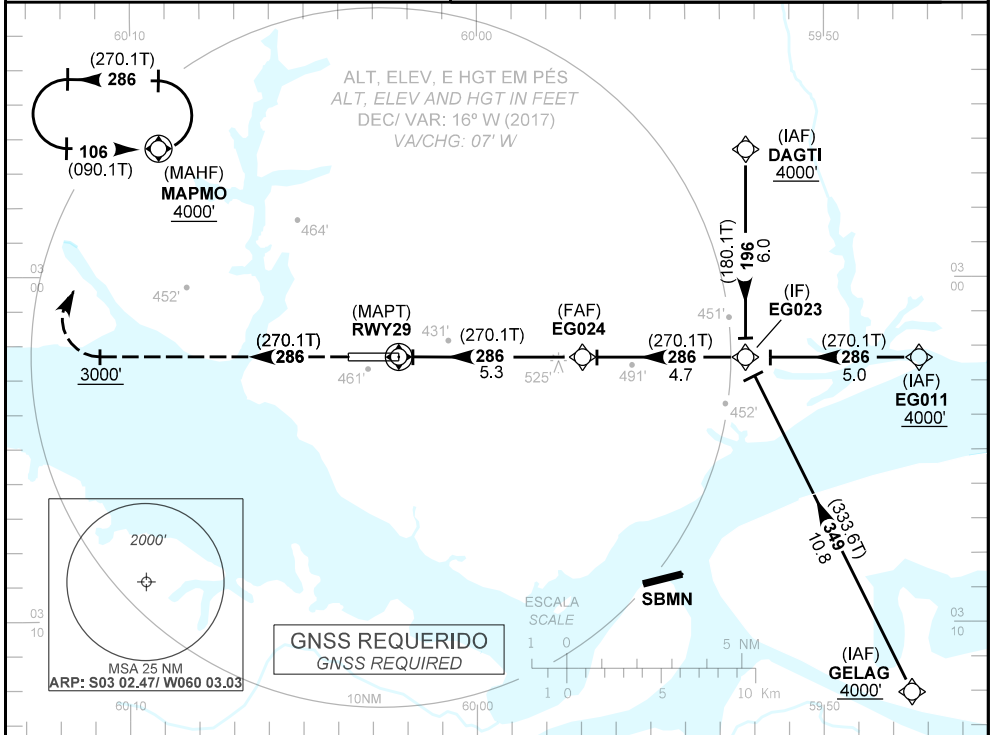 60 10
60 00
59 50
(270.1T)
286
106
(090.1T)
(MAHF)
MAPMO
4000'
ALT, ELEV, E HGT EM PÉS
ALT, ELEV AND HGT IN FEET
DEC/ VAR: 16º W (2017)
VA/CHG: 07' W
(IAF)
DAGTI
4000'
464'
(180.1T)
196
6.0
03
00
03
00
452'
(MAPT)
RWY29
431'
(FAF)
EG024
451'
(IF)
EG023
(270.1T)
286
(270.1T)
286
5.3
(270.1T)
286
4.7
(270.1T)
286
5.0
3000'
461'
525'
491'
452'
(IAF)
EG011
4000'
(333.6T)
349
10.8
2000'
MSA 25 NM
ARP: S03 02.47/ W060 03.03
SBMN
ESCALA
SCALE
1 0 5 NM
1 0 5 10 Km
GNSS REQUERIDO
GNSS REQUIRED
03
10
03
10
(IAF)
GELAG
4000'
10NM
60 10
60 00
59 50